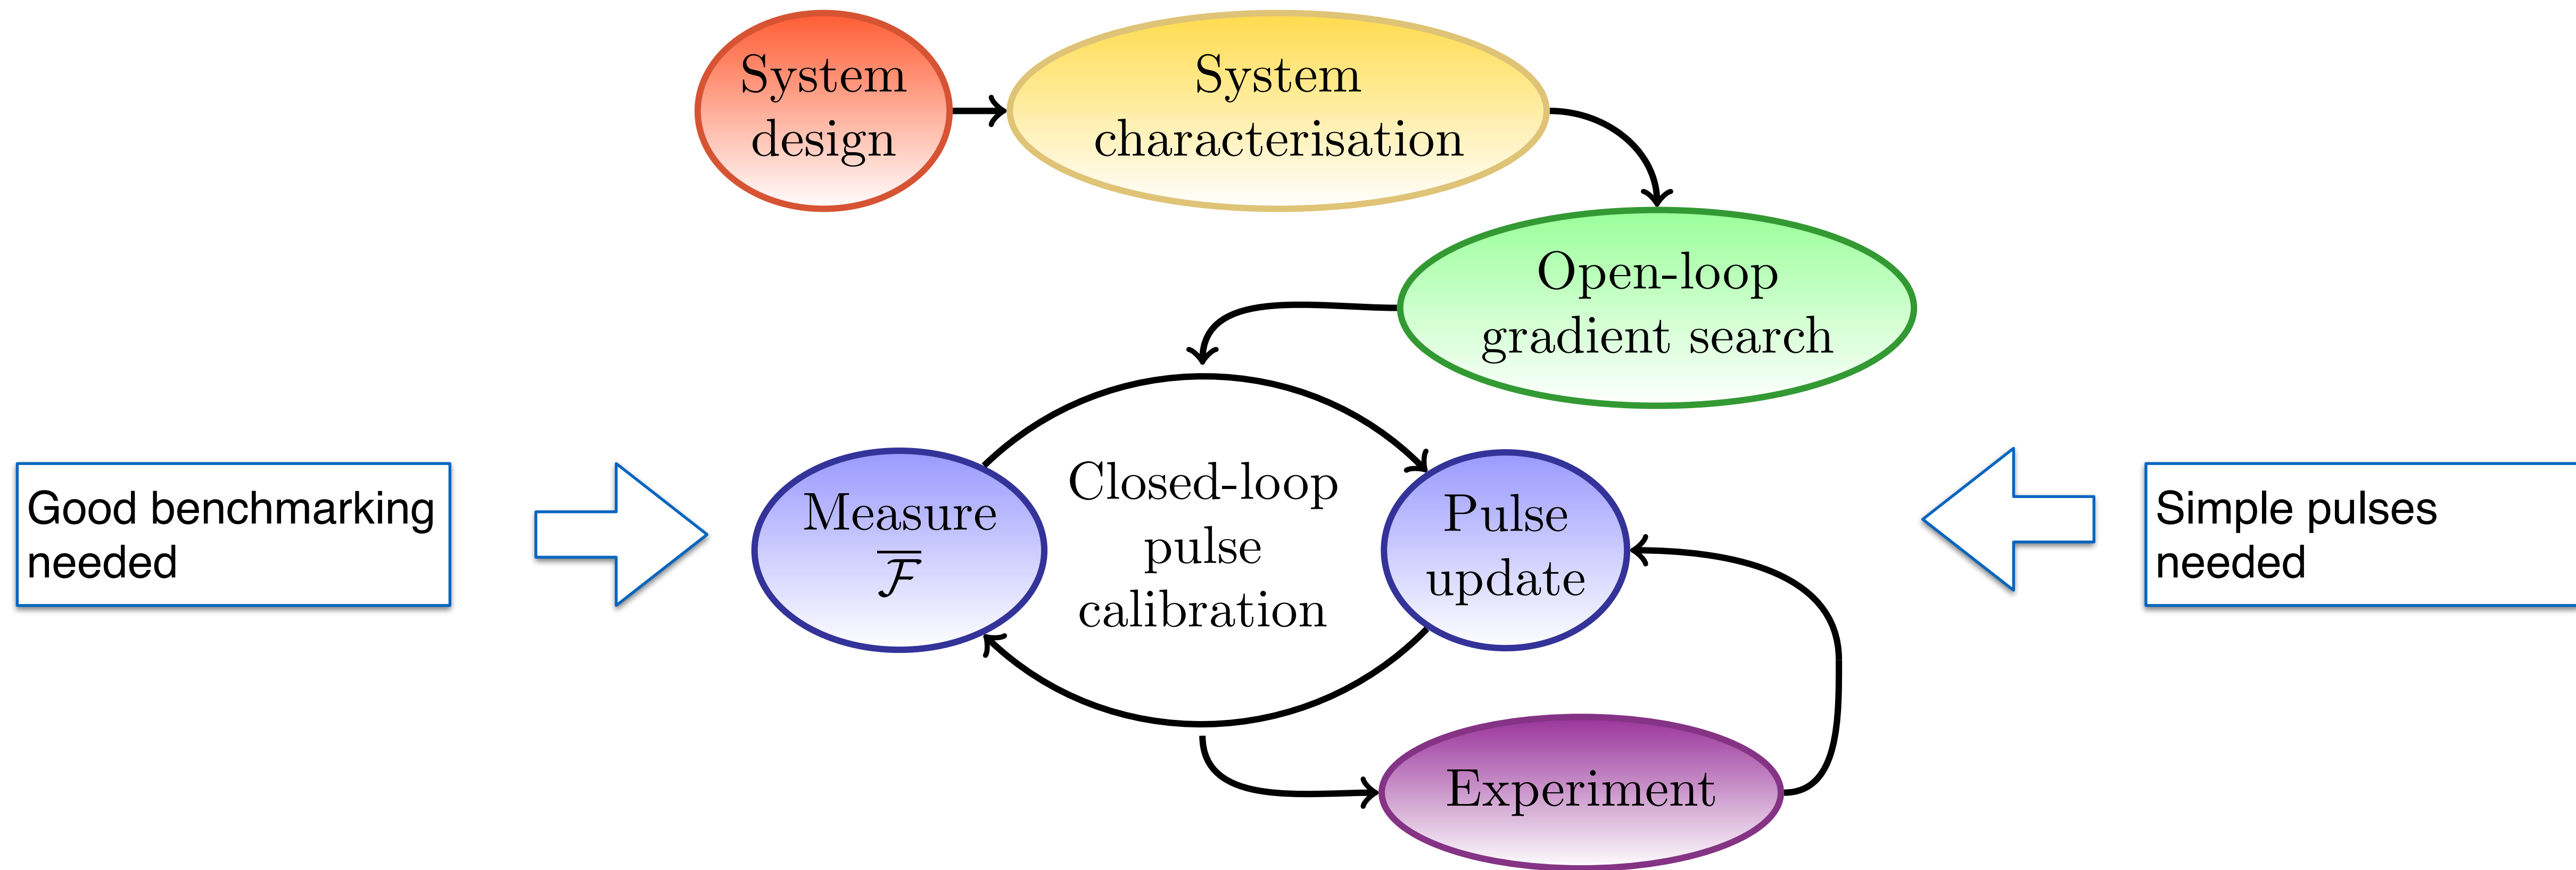 System
design
System
characterisation
Open-loop
gradient search
Good benchmarking
needed
Measure
$\overline{\mathcal{F}}$
Closed-loop
pulse
calibration
Pulse
update
Simple pulses
needed
Experiment